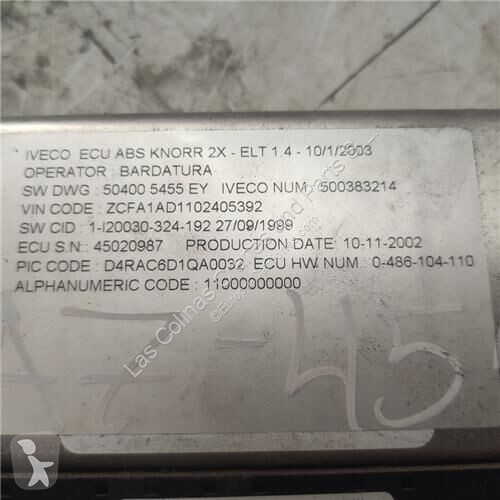 IVECO ECU ABS KNORR 2X - ELT 1.4 - 10/1/2003
OPERATOR : BARDATURA
SW DWG : 50400 5455 EY IVECO NUM : 500383214
VIN CODE : ZCFA1AD1102405392
SW CID : 1-I20030-324-192 27/09/1999
ECU S.N : 45020987 PRODUCTION DATE: 10-11-2002
PIC CODE : D4RAC6D1QA0032 ECU HW NUM : 0-486-104-110
ALPHANUMERIC CODE : 11000000000
A7-45
Las Colinas